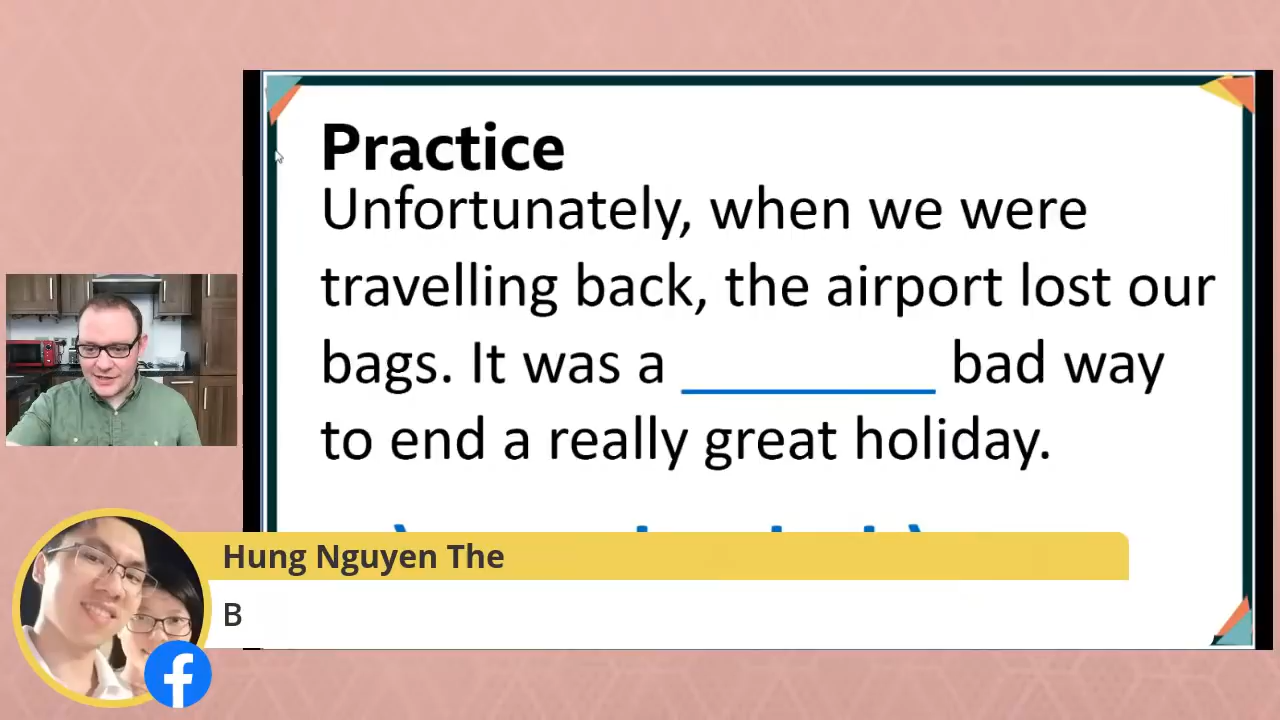 Practice
Unfortunately, when we were
travelling back, the airport lost our
bags. It was a ________ bad way
to end a really great holiday.
Hung Nguyen The
B